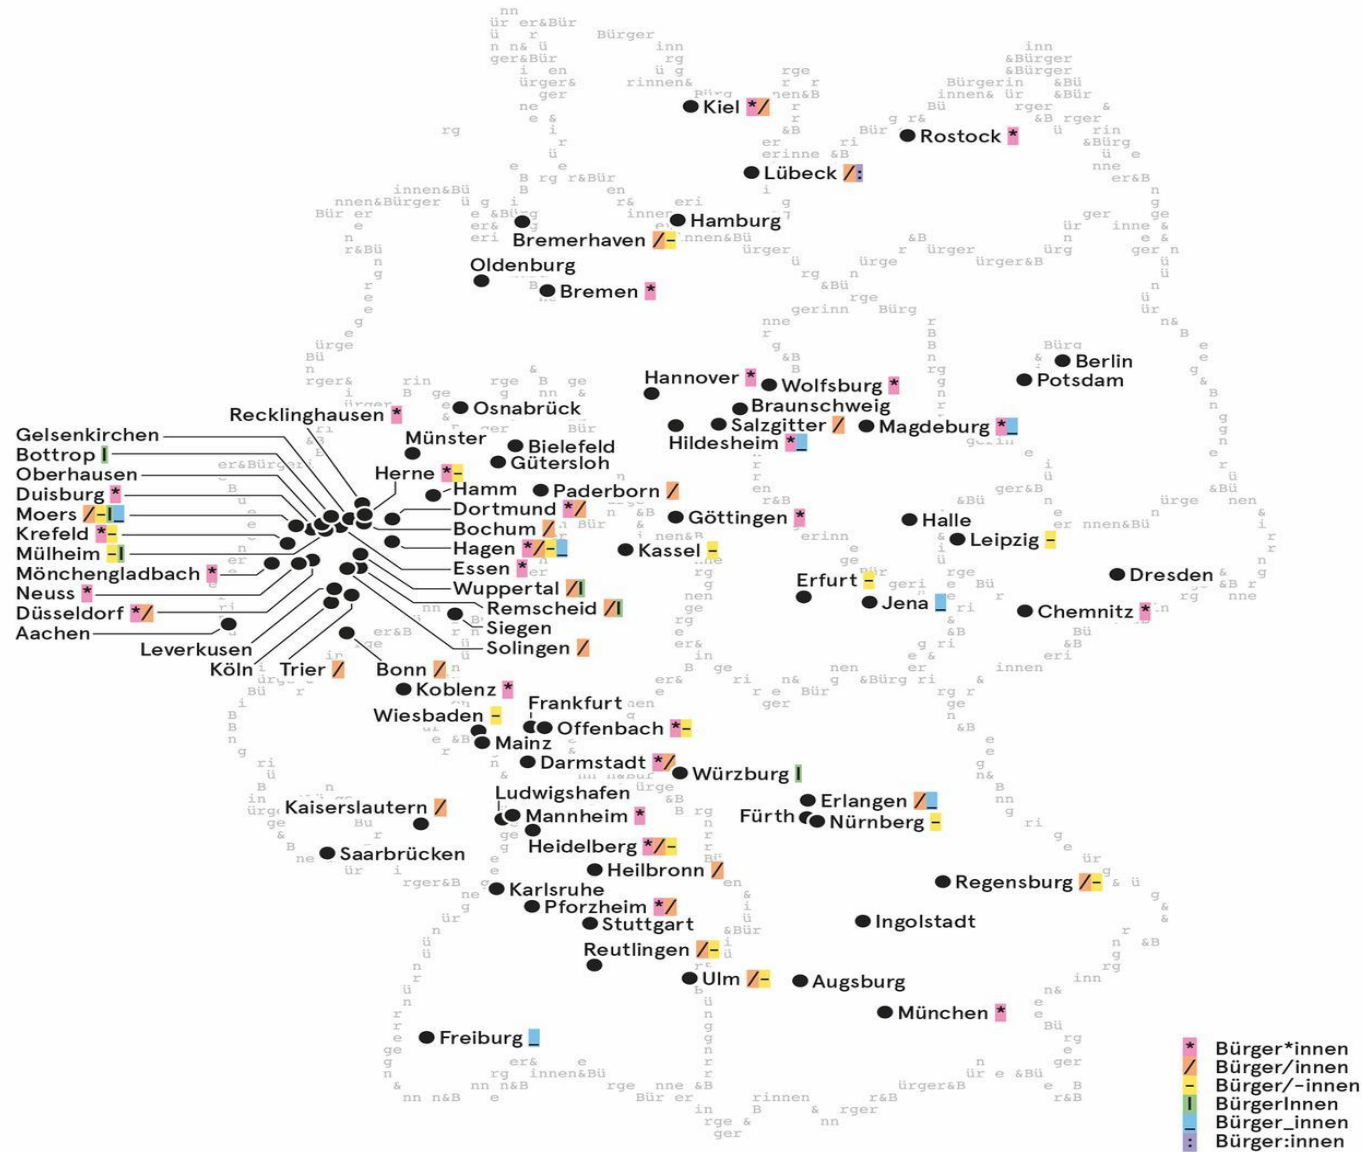 Kiel */
Rostock *
Lübeck /:
Hamburg
Bremerhaven /-
Oldenburg
Bremen *
Berlin
Potsdam
Hannover *
Wolfsburg *
Braunschweig
Salzgitter /
Magdeburg *_
Hildesheim *_
Recklinghausen *
Osnabrück
Münster
Bielefeld
Gütersloh
Gelsenkirchen
Bottrop I
Oberhausen
Duisburg *
Moers /-I_
Krefeld *-
Mülheim -I
Mönchengladbach *
Neuss *
Düsseldorf */
Aachen
Herne *-
Hamm
Paderborn /
Dortmund */
Bochum /
Hagen */-_
Essen *
Wuppertal /I
Remscheid /I
Siegen
Solingen /
Leverkusen
Köln
Trier /
Bonn /
Göttingen *
Kassel -
Halle
Leipzig -
Erfurt -
Jena _
Dresden
Chemnitz *
Koblenz *
Wiesbaden -
Frankfurt
Offenbach *-
Mainz
Darmstadt */
Würzburg I
Ludwigshafen
Mannheim *
Kaiserslautern /
Erlangen /_
Fürth
Nürnberg -
Heidelberg */-
Saarbrücken
Heilbronn /
Karlsruhe
Regensburg /-
Pforzheim */
Stuttgart
Ingolstadt
Reutlingen /-
Ulm /-
Augsburg
München *
Freiburg _
* Bürger*innen
/ Bürger/innen
- Bürger/-innen
I BürgerInnen
_ Bürger_innen
: Bürger:innen